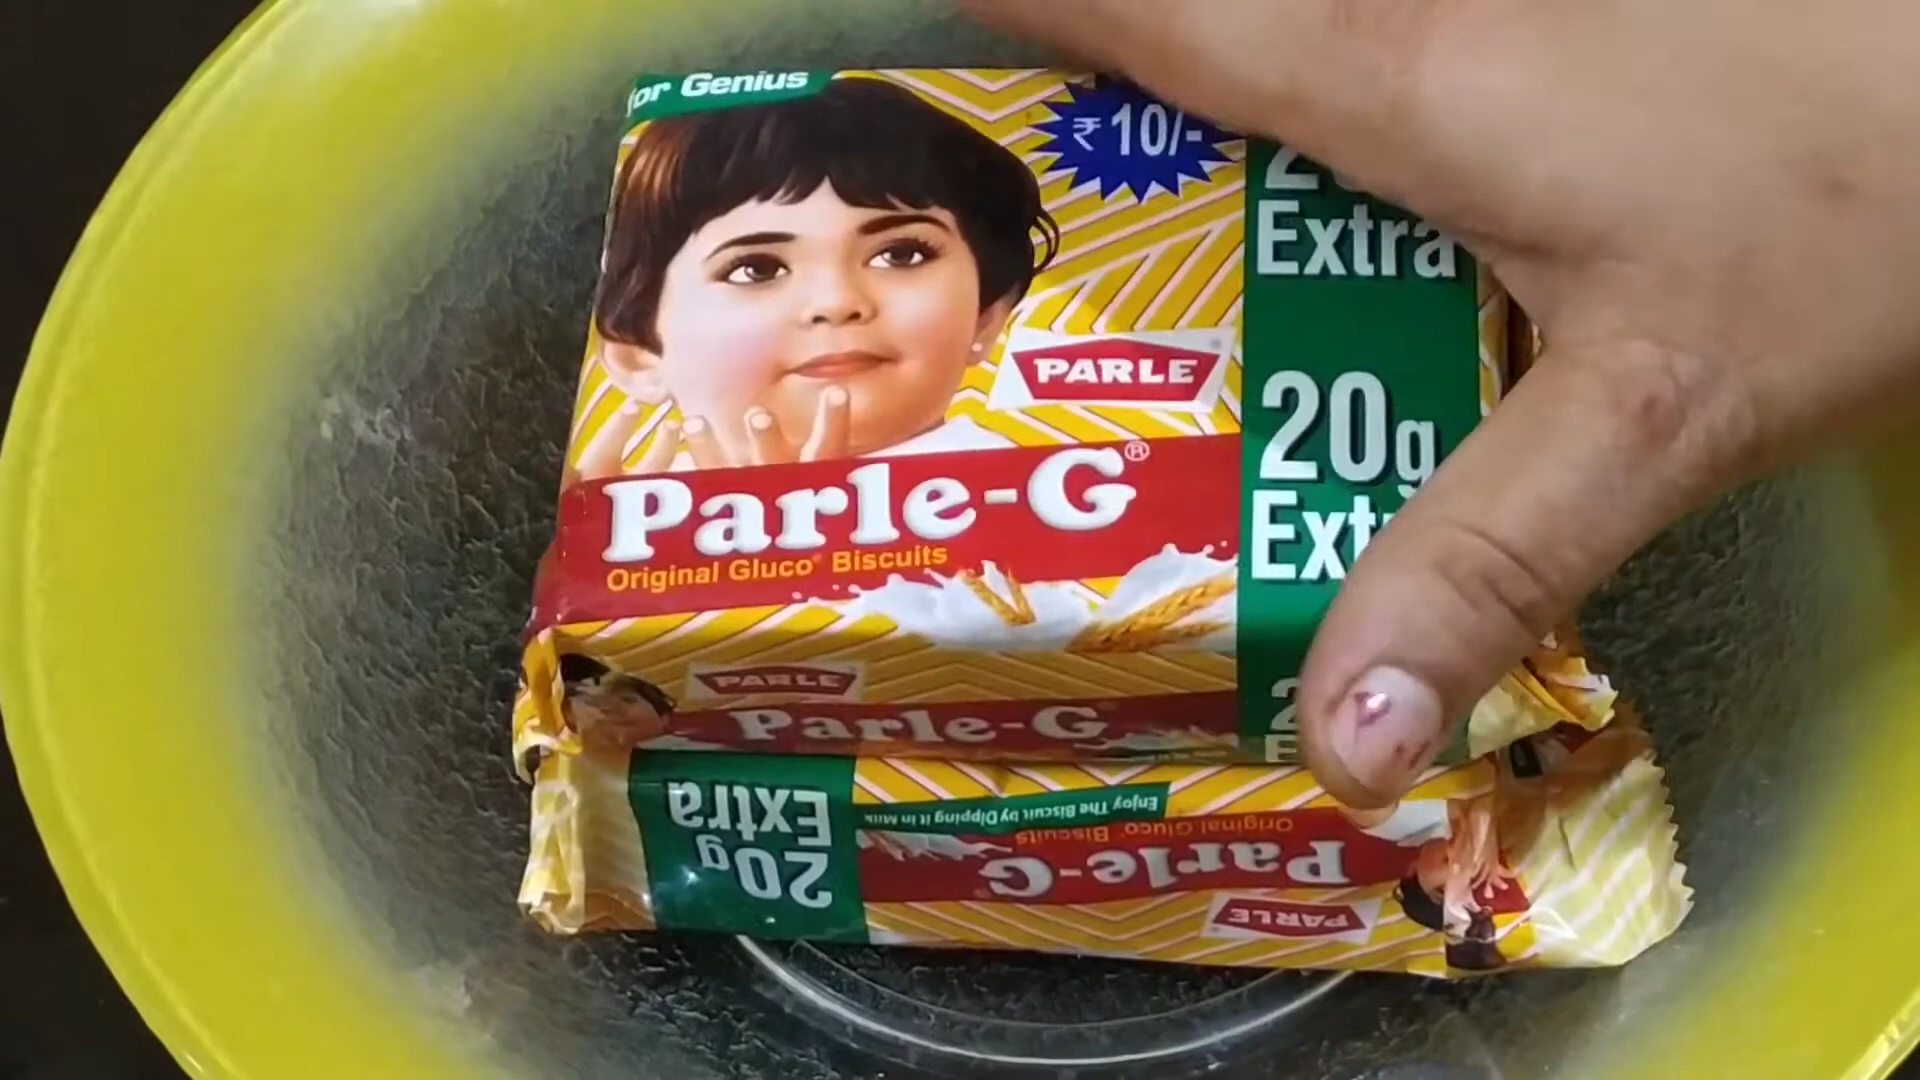 for Genius
₹10/-
Extra
PARLE
20g
Parle-G®
Original Gluco® Biscuits
PARLE
Parle-G
20g
Extra
Enjoy The Biscuit by Dipping it in Milk
Original Gluco® Biscuits
Parle-G
PARLE